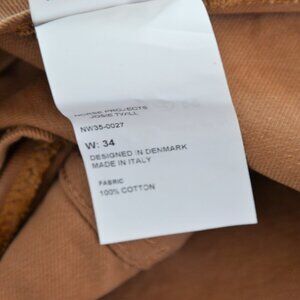 NORSE PROJECTS
JOSIE TWILL
NW35-0027
W: 34
DESIGNED IN DENMARK
MADE IN ITALY
FABRIC
100% COTTON